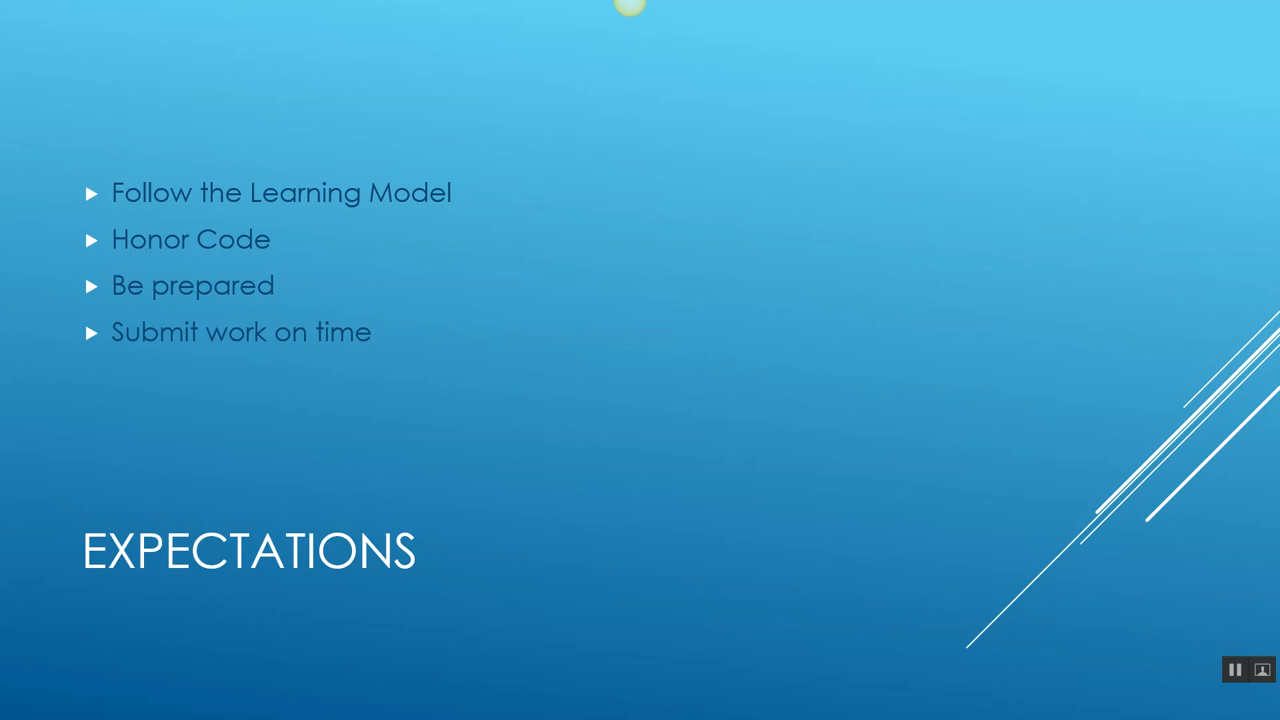 Follow the Learning Model
Honor Code
Be prepared
Submit work on time
EXPECTATIONS